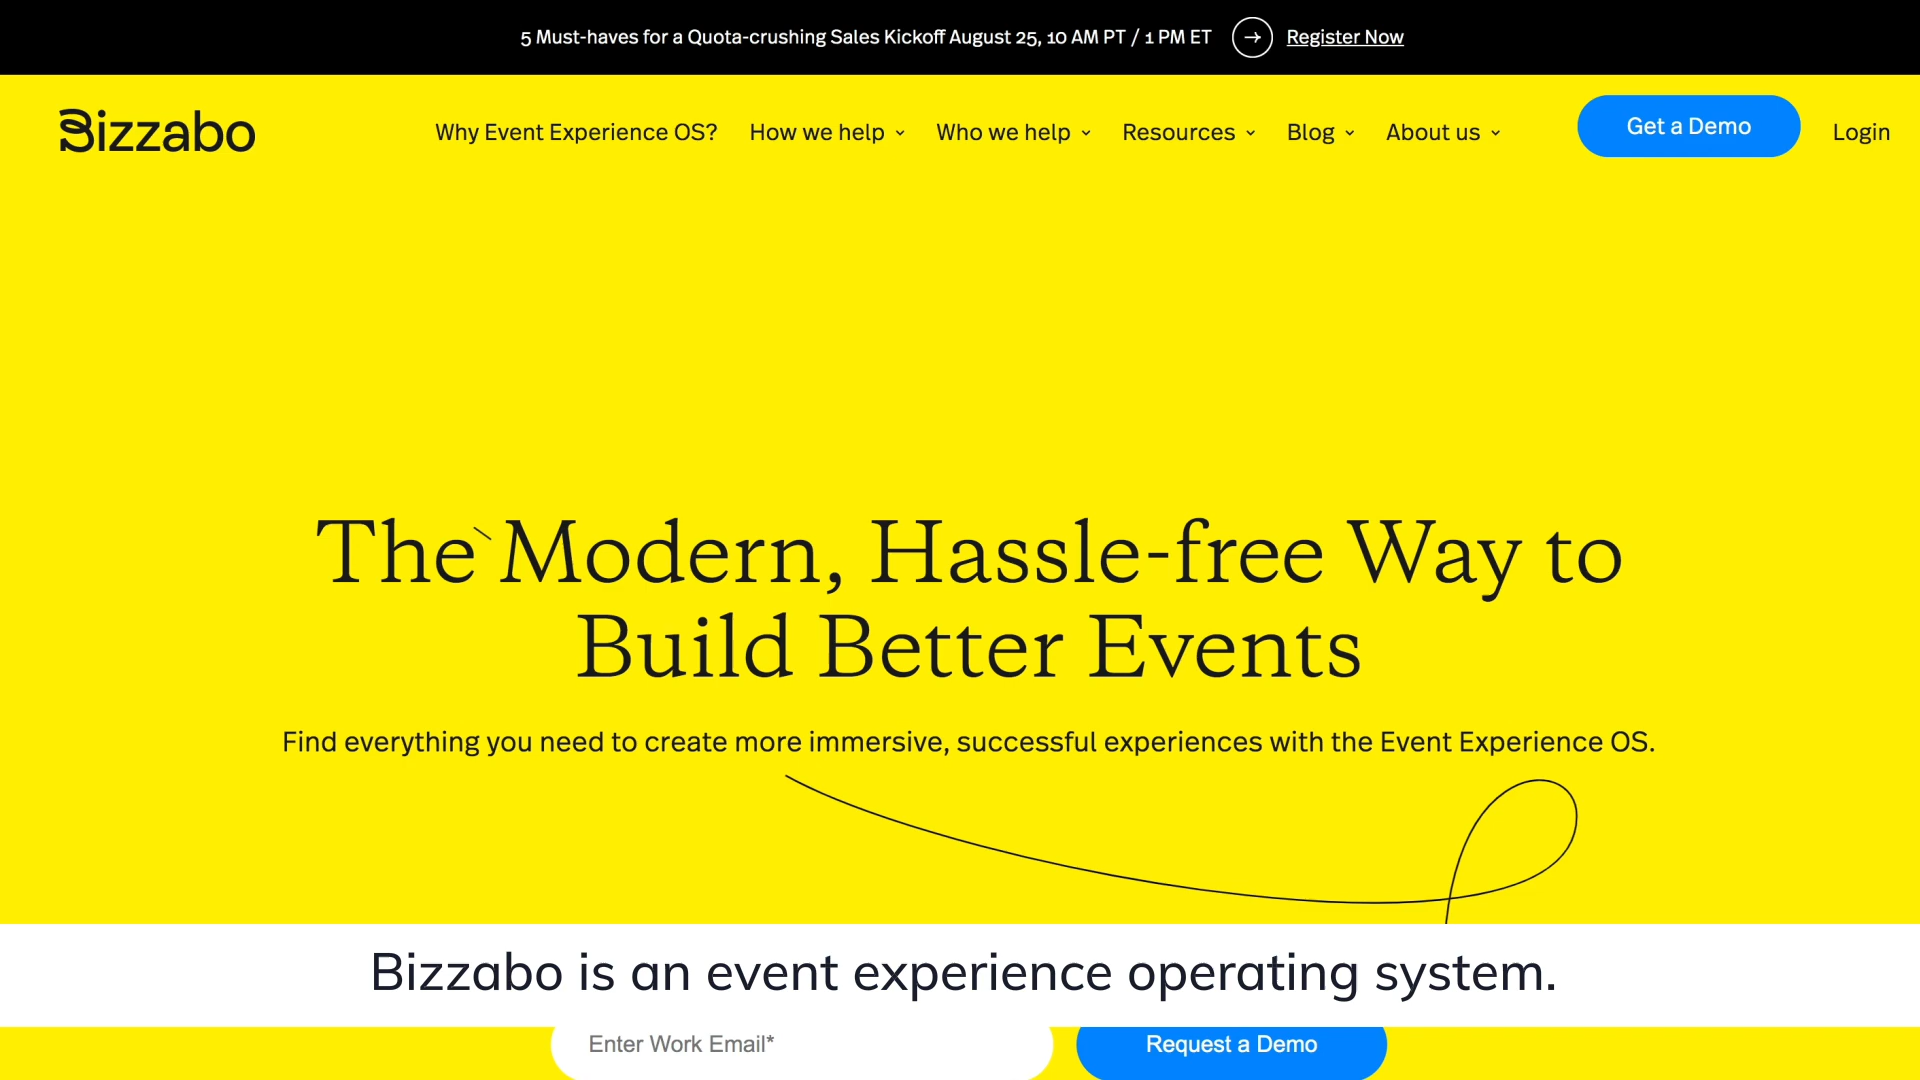 5 Must-haves for a Quota-crushing Sales Kickoff August 25, 10 AM PT / 1 PM ET Register Now
Bizzabo Why Event Experience OS? How we help Who we help Resources Blog About us Get a Demo Login
The Modern, Hassle-free Way to
Build Better Events
Find everything you need to create more immersive, successful experiences with the Event Experience OS.
Bizzabo is an event experience operating system.
Enter Work Email* Request a Demo